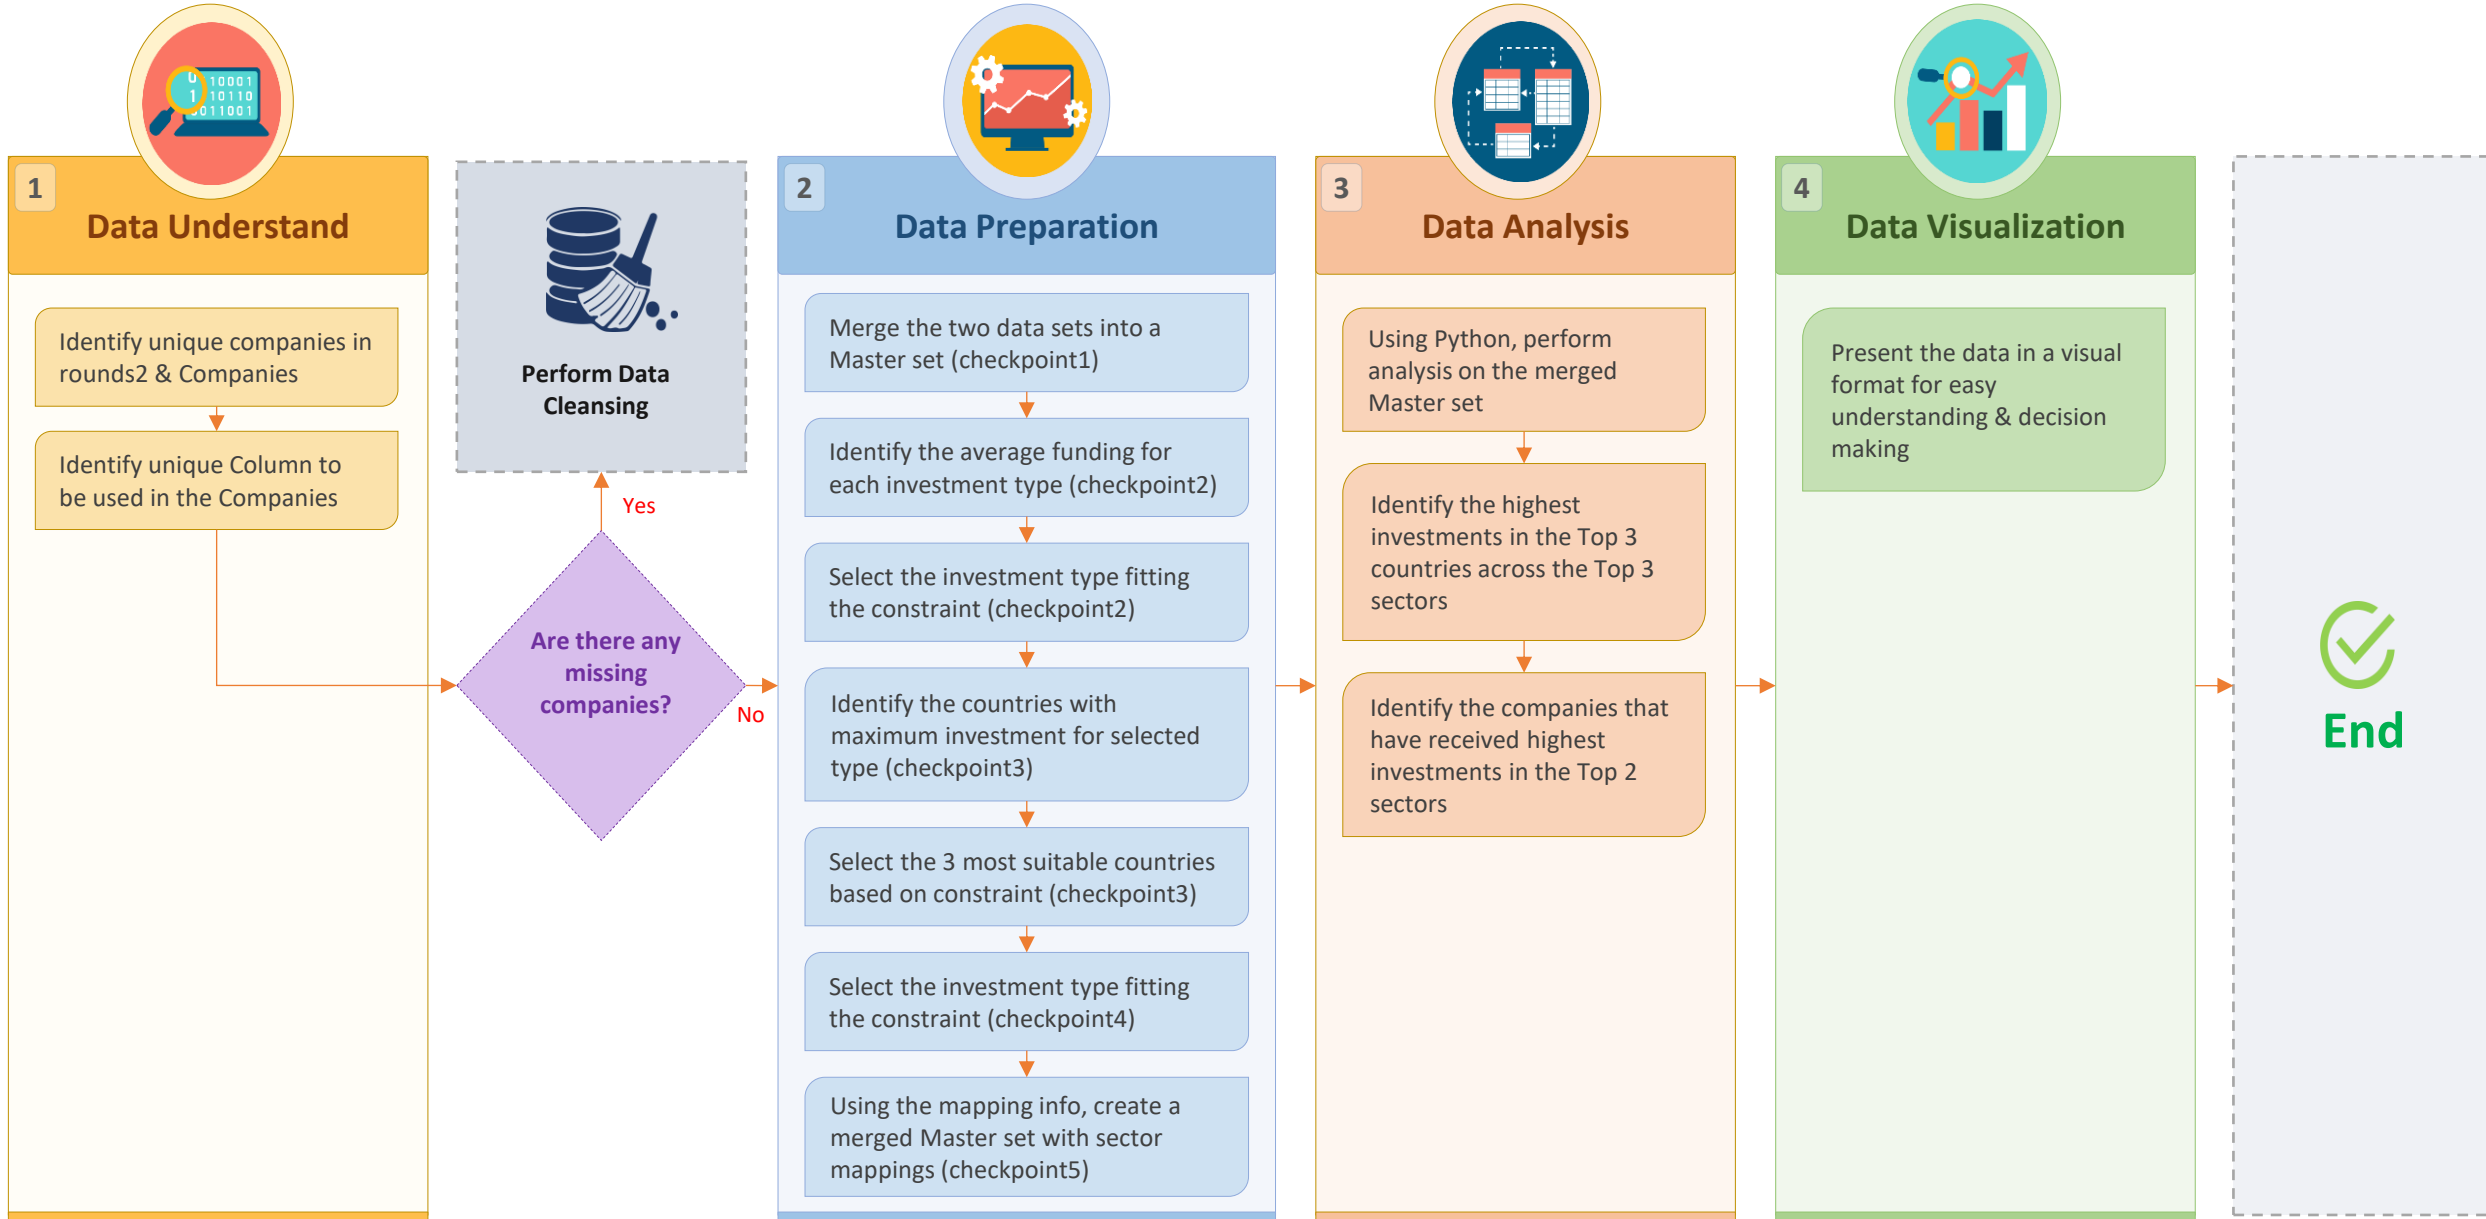 1
Data Understand
Identify unique companies in
rounds2 & Companies
Identify unique Column to
be used in the Companies
Perform Data
Cleansing
Yes
Are there any
missing
companies?
No
2
Data Preparation
Merge the two data sets into a
Master set (checkpoint1)
Identify the average funding for
each investment type (checkpoint2)
Select the investment type fitting
the constraint (checkpoint2)
Identify the countries with
maximum investment for selected
type (checkpoint3)
Select the 3 most suitable countries
based on constraint (checkpoint3)
Select the investment type fitting
the constraint (checkpoint4)
Using the mapping info, create a
merged Master set with sector
mappings (checkpoint5)
3
Data Analysis
Using Python, perform
analysis on the merged
Master set
Identify the highest
investments in the Top 3
countries across the Top 3
sectors
Identify the companies that
have received highest
investments in the Top 2
sectors
4
Data Visualization
Present the data in a visual
format for easy
understanding & decision
making
End